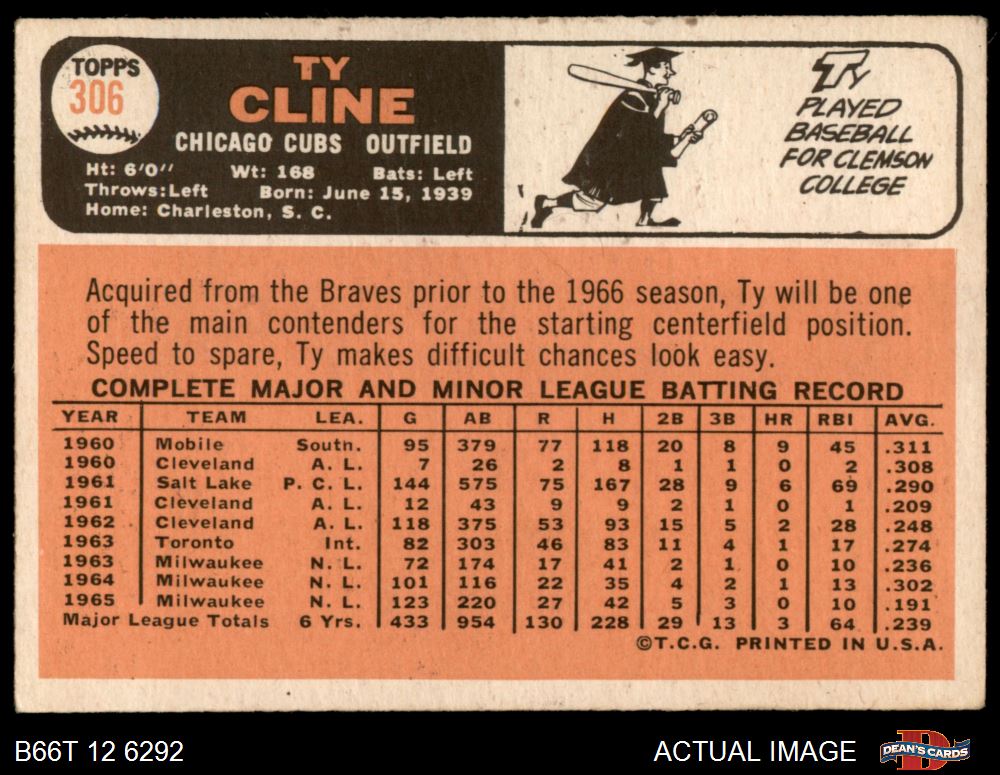 TOPPS
306
TY
CLINE
CHICAGO CUBS OUTFIELD
Ht: 6'0" Wt: 168 Bats: Left
Throws:Left Born: June 15, 1939
Home: Charleston, S. C.
TY
PLAYED
BASEBALL
FOR CLEMSON
COLLEGE
Acquired from the Braves prior to the 1966 season, Ty will be one
of the main contenders for the starting centerfield position.
Speed to spare, Ty makes difficult chances look easy.
COMPLETE MAJOR AND MINOR LEAGUE BATTING RECORD
YEAR TEAM LEA. G AB R H 2B 3B HR RBI AVG.
1960 Mobile South. 95 379 77 118 20 8 9 45 .311
1960 Cleveland A. L. 7 26 2 8 1 1 0 2 .308
1961 Salt Lake P. C. L. 144 575 75 167 28 9 6 69 .290
1961 Cleveland A. L. 12 43 9 9 2 1 0 1 .209
1962 Cleveland A. L. 118 375 53 93 15 5 2 28 .248
1963 Toronto Int. 82 303 46 83 11 4 1 17 .274
1963 Milwaukee N. L. 72 174 17 41 2 1 0 10 .236
1964 Milwaukee N. L. 101 116 22 35 4 2 1 13 .302
1965 Milwaukee N. L. 123 220 27 42 5 3 0 10 .191
Major League Totals 6 Yrs. 433 954 130 228 29 13 3 64 .239
©T.C.G. PRINTED IN U.S.A.
B66T 12 6292 ACTUAL IMAGE
D
DEAN'S CARDS